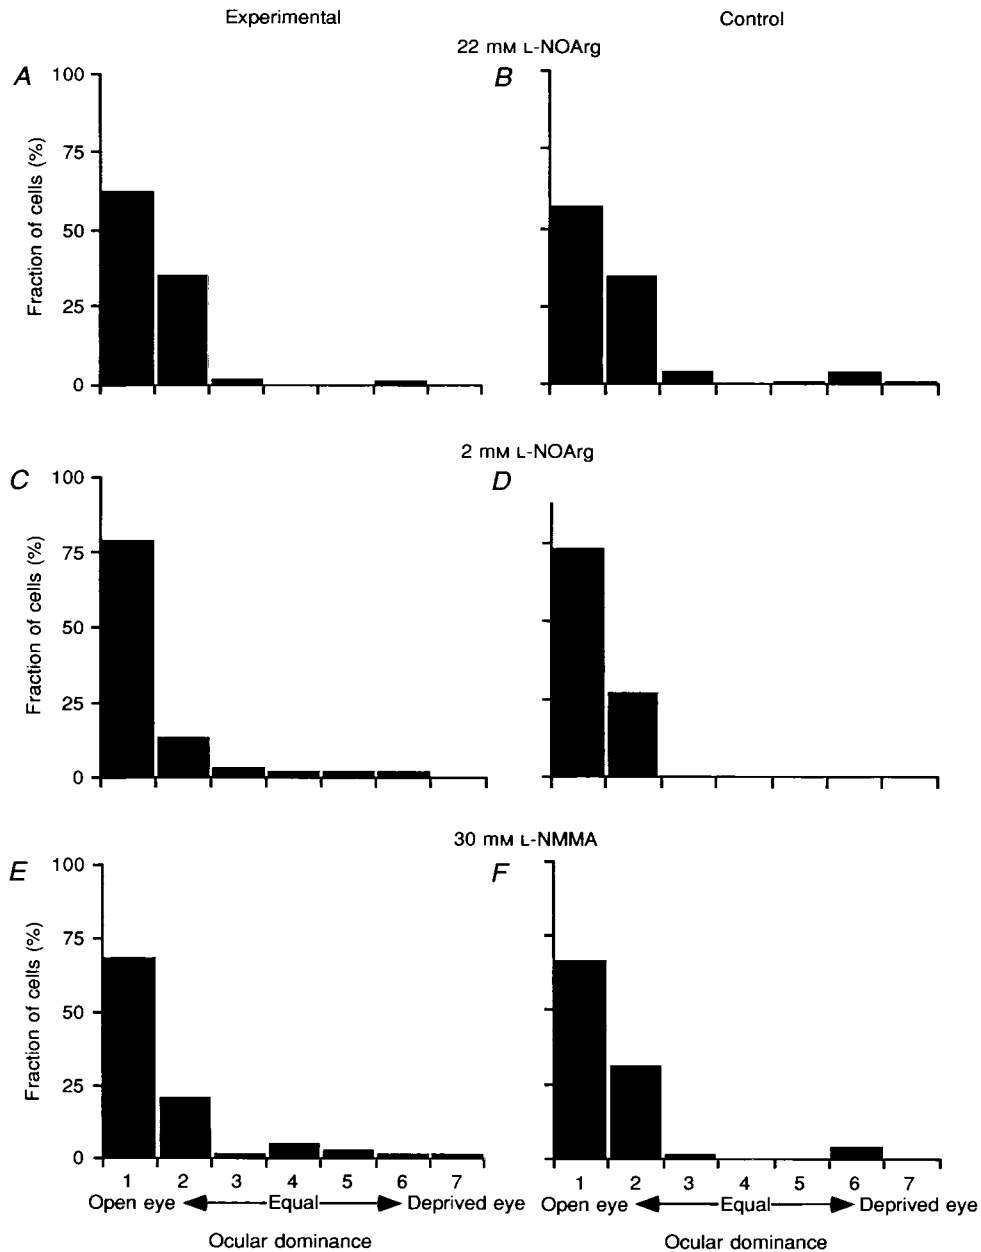 Experimental
Control
22 mM L-NOArg
A
B
100
75
50
25
0
Fraction of cells (%)
2 mM L-NOArg
C
D
100
75
50
25
0
Fraction of cells (%)
30 mM L-NMMA
E
F
100
75
50
25
0
Fraction of cells (%)
1 2 3 4 5 6 7
Open eye Equal Deprived eye
Ocular dominance
1 2 3 4 5 6 7
Open eye Equal Deprived eye
Ocular dominance